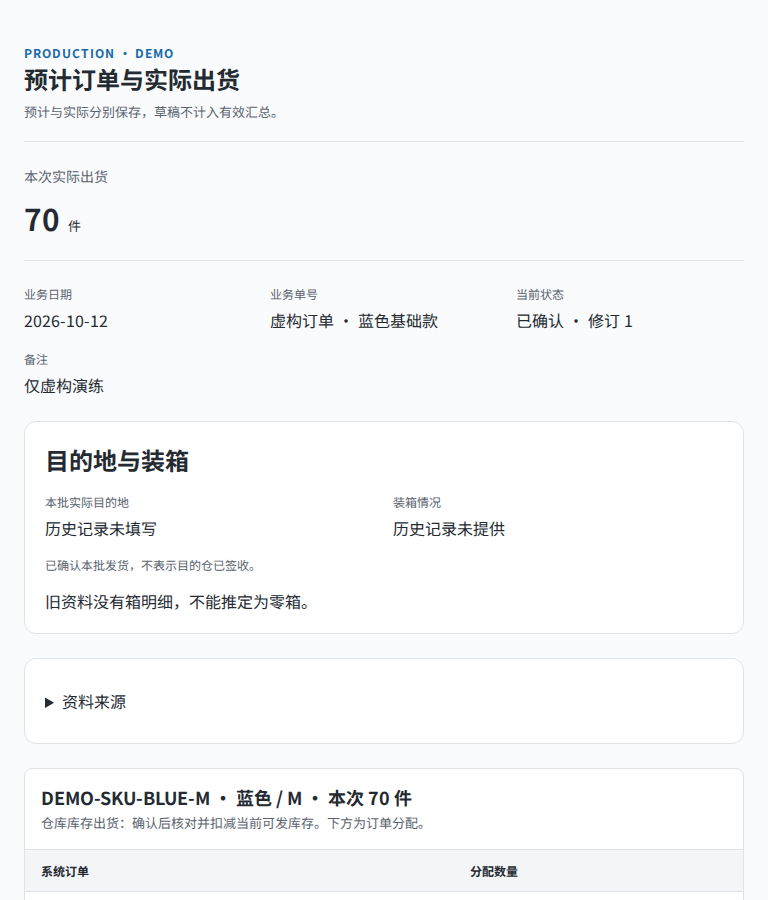 PRODUCTION · DEMO
预计订单与实际出货
预计与实际分别保存，草稿不计入有效汇总。
本次实际出货
70 件
业务日期
业务单号
当前状态
2026-10-12
虚构订单 · 蓝色基础款
已确认 · 修订 1
备注
仅虚构演练
目的地与装箱
本批实际目的地
装箱情况
历史记录未填写
历史记录未提供
已确认本批发货，不表示目的仓已签收。
旧资料没有箱明细，不能推定为零箱。
资料来源
DEMO-SKU-BLUE-M · 蓝色 / M · 本次 70 件
仓库库存出货：确认后核对并扣减当前可发库存。下方为订单分配。
系统订单
分配数量